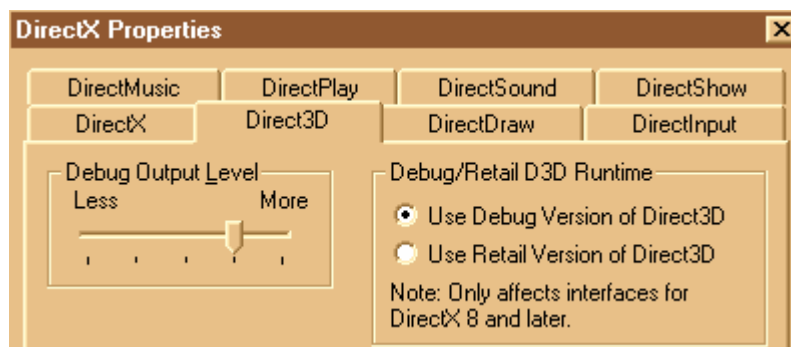 DirectX Properties
DirectMusic DirectPlay DirectSound DirectShow
DirectX Direct3D DirectDraw DirectInput
Debug Output Level
Less More
Debug/Retail D3D Runtime
Use Debug Version of Direct3D
Use Retail Version of Direct3D
Note: Only affects interfaces for
DirectX 8 and later.